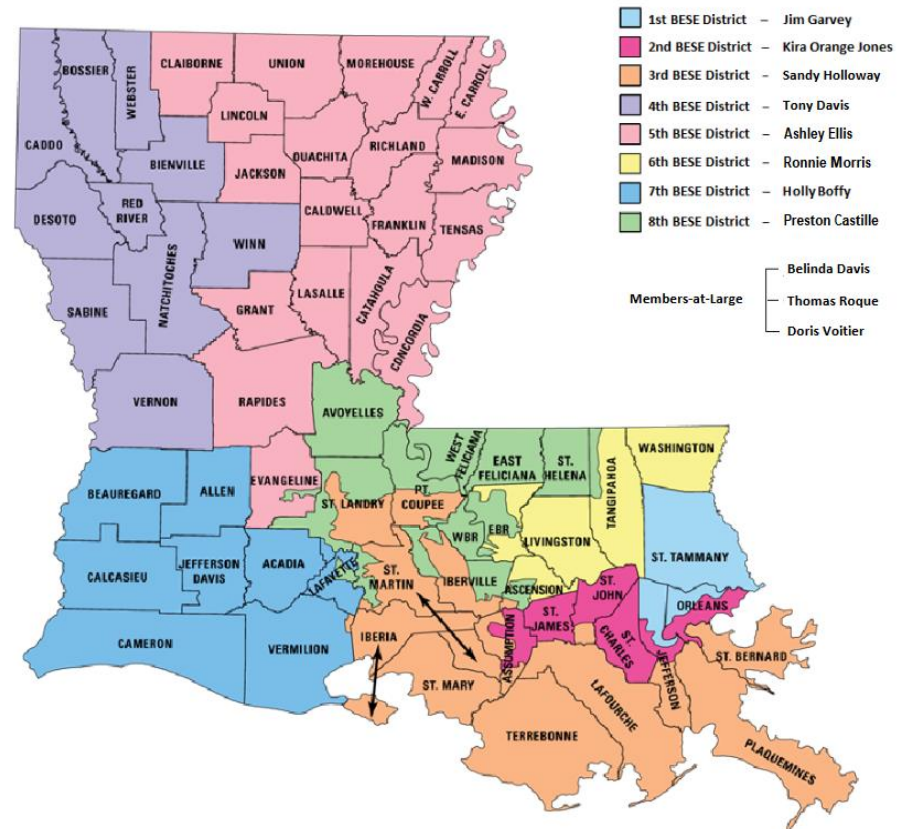 1st BESE District – Jim Garvey
2nd BESE District – Kira Orange Jones
3rd BESE District – Sandy Holloway
4th BESE District – Tony Davis
5th BESE District – Ashley Ellis
6th BESE District – Ronnie Morris
7th BESE District – Holly Boffy
8th BESE District – Preston Castille
Members-at-Large
Belinda Davis
Thomas Roque
Doris Voitier
CADDO
BOSSIER
WEBSTER
CLAIBORNE
UNION
MOREHOUSE
W. CARROLL
E. CARROLL
LINCOLN
BIENVILLE
JACKSON
OUACHITA
RICHLAND
MADISON
DESOTO
RED
RIVER
CALDWELL
FRANKLIN
TENSAS
WINN
NATCHITOCHES
SABINE
GRANT
LASALLE
CATAHOULA
CONCORDIA
VERNON
RAPIDES
AVOYELLES
WEST
FELICIANA
EAST
FELICIANA
ST.
HELENA
TANGIPAHOA
WASHINGTON
BEAUREGARD
ALLEN
EVANGELINE
ST. LANDRY
PT
COUPEE
WBR
EBR
LIVINGSTON
ST. TAMMANY
CALCASIEU
JEFFERSON
DAVIS
ACADIA
LAFAYETTE
ST.
MARTIN
IBERVILLE
ASCENSION
ST.
JOHN
ORLEANS
CAMERON
VERMILION
IBERIA
ASSUMPTION
ST.
JAMES
ST.
CHARLES
JEFFERSON
ST. BERNARD
ST. MARY
LAFOURCHE
TERREBONNE
PLAQUEMINES